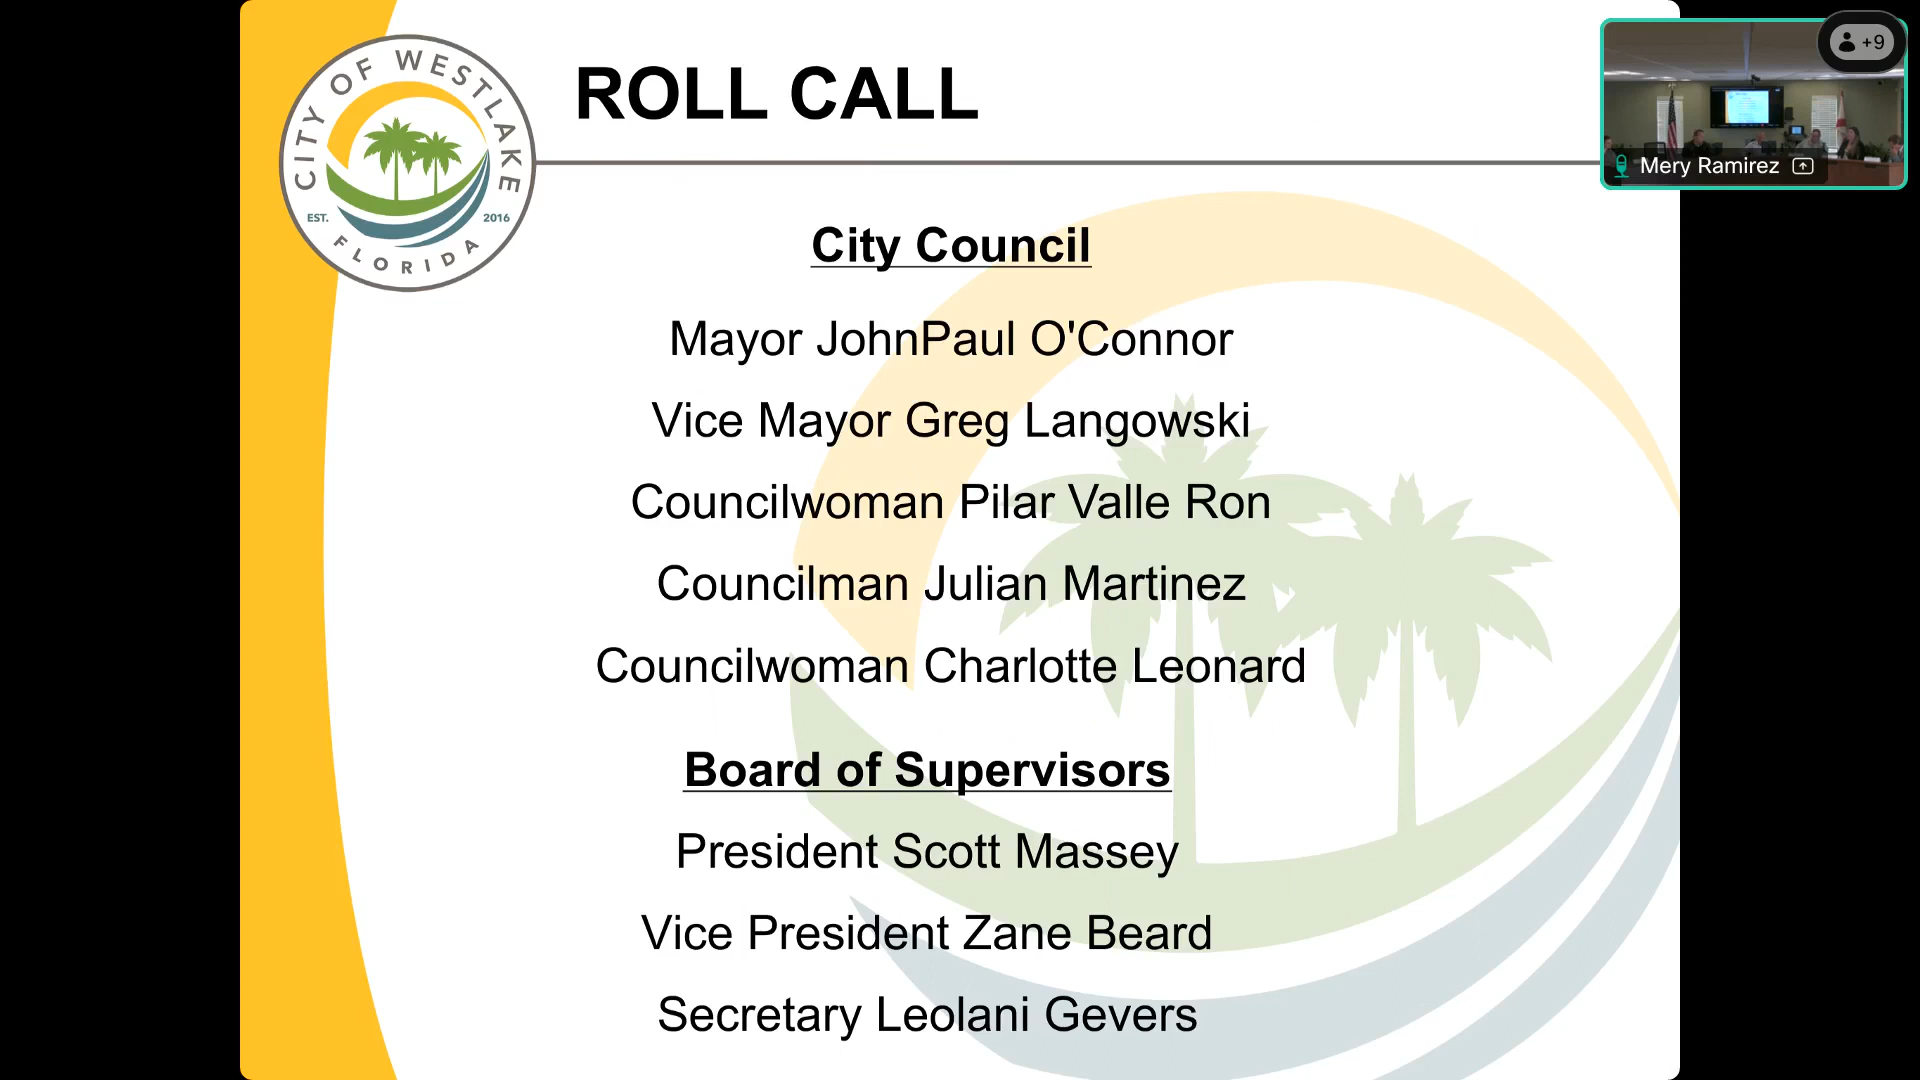 CITY OF WESTLAKE
EST. 2016
FLORIDA
ROLL CALL
City Council
Mayor JohnPaul O'Connor
Vice Mayor Greg Langowski
Councilwoman Pilar Valle Ron
Councilman Julian Martinez
Councilwoman Charlotte Leonard
Board of Supervisors
President Scott Massey
Vice President Zane Beard
Secretary Leolani Gevers
+9
Mery Ramirez